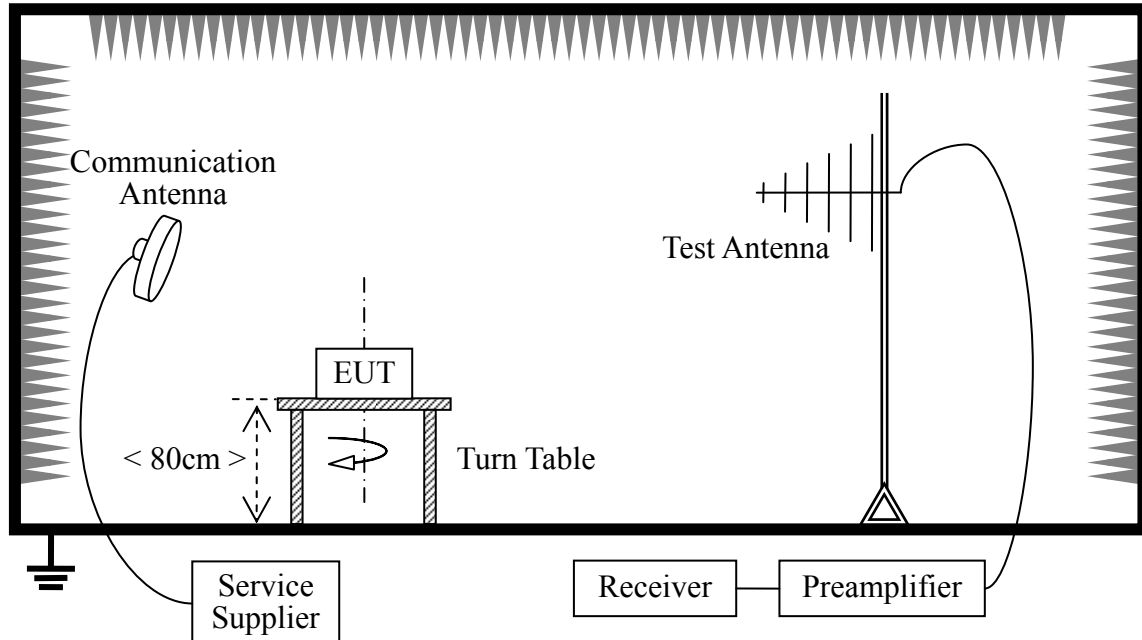 Communication
Antenna
Test Antenna
EUT
< 80cm >
Turn Table
Service
Supplier
Receiver
Preamplifier